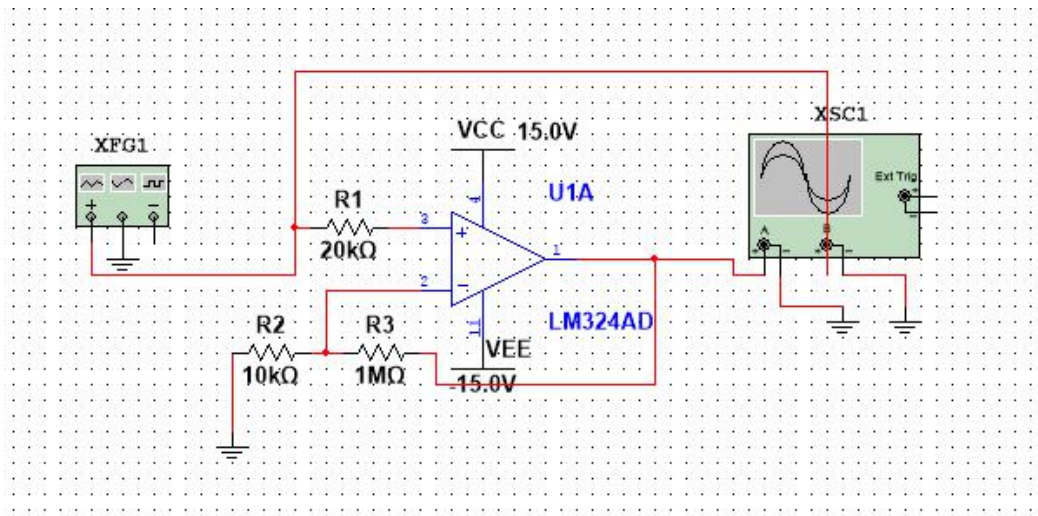 XFG1
+
−
VCC 15.0V
XSC1
Ext Trig
+
−
A
B
+
−
+
−
U1A
R1
20kΩ
4
3
+
1
2
−
11
LM324AD
R2
10kΩ
R3
1MΩ
VEE
-15.0V